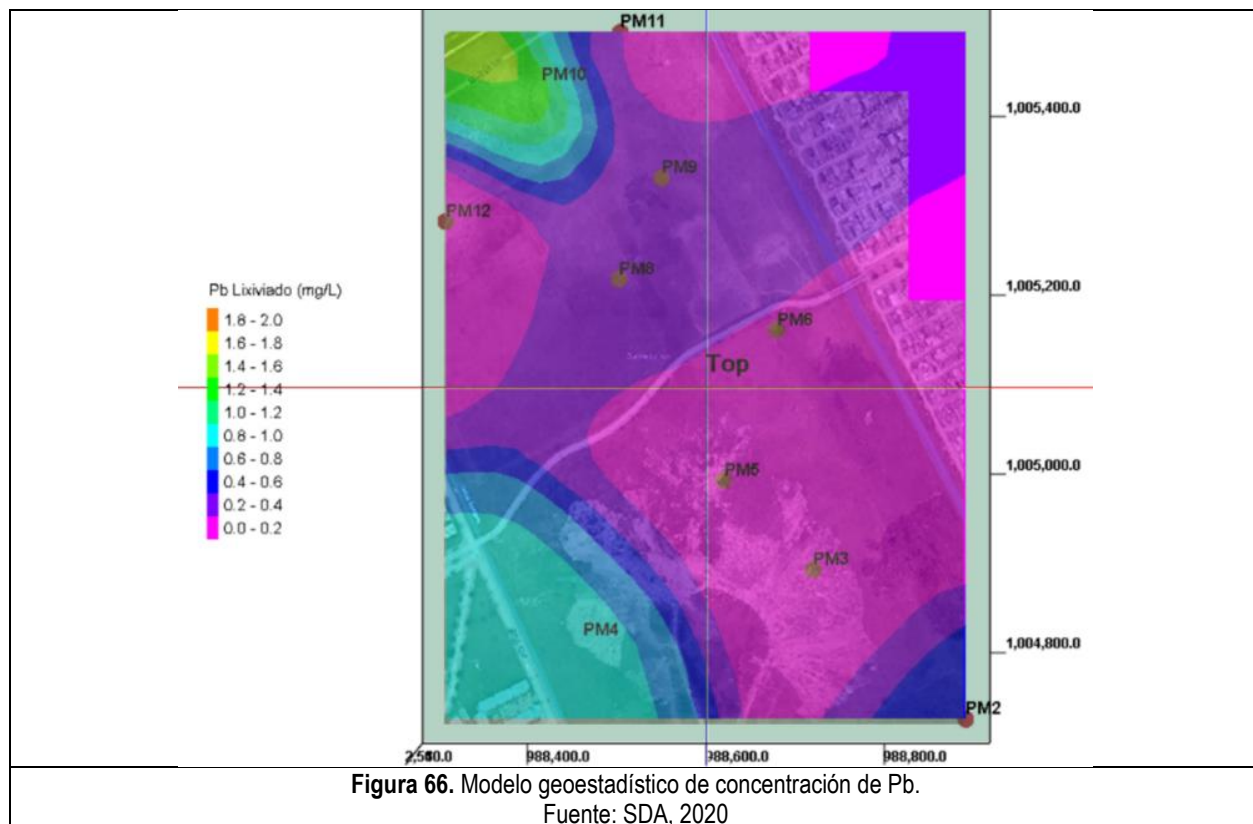 PM11
PM10
1,005,400.0
PM9
PM12
PM8
1,005,200.0
Pb Lixiviado (mg/L)
1.8 - 2.0
1.6 - 1.8
1.4 - 1.6
1.2 - 1.4
1.0 - 1.2
0.8 - 1.0
0.6 - 0.8
0.4 - 0.6
0.2 - 0.4
0.0 - 0.2
PM6
Top
PM5
1,005,000.0
PM3
PM4
1,004,800.0
PM2
988,400.0
988,600.0
988,800.0
Figura 66. Modelo geoestadístico de concentración de Pb.
Fuente: SDA, 2020